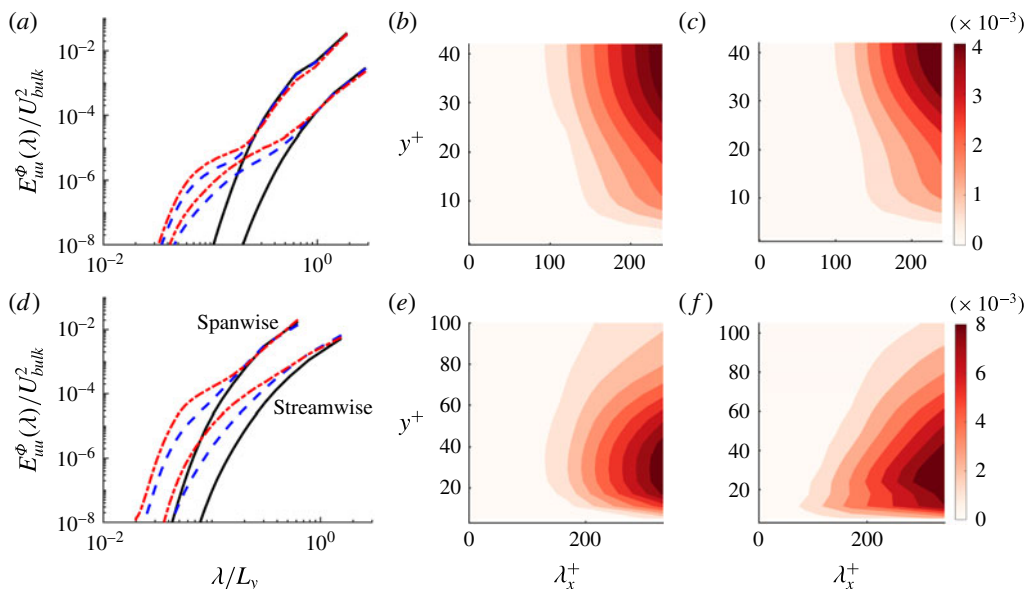 (a)
10⁻²
10⁻⁴
10⁻⁶
10⁻⁸
10⁻² 10⁰
E^Φ_uu(λ)/U²_bulk
(b)
40
30
20
10
y⁺
0 100 200
(c)
(× 10⁻³)
40
30
20
10
0 100 200
4
2
0
(d)
10⁻²
10⁻⁴
10⁻⁶
10⁻⁸
10⁻² 10⁰
E^Φ_uu(λ)/U²_bulk
λ/L_y
Spanwise
Streamwise
(e)
100
80
60
40
20
y⁺
0 200
λ⁺_x
(f)
(× 10⁻³)
100
80
60
40
20
0 200
λ⁺_x
8
6
4
2
0